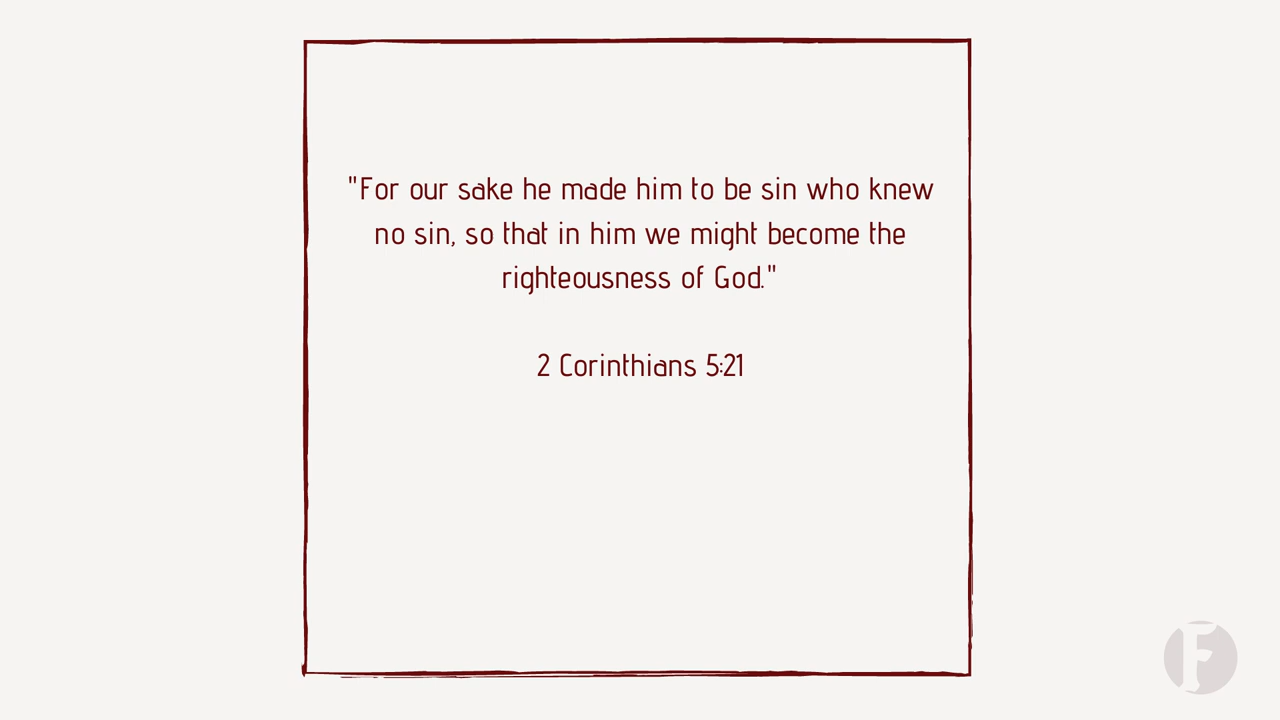 "For our sake he made him to be sin who knew
no sin, so that in him we might become the
righteousness of God."
2 Corinthians 5:21
F